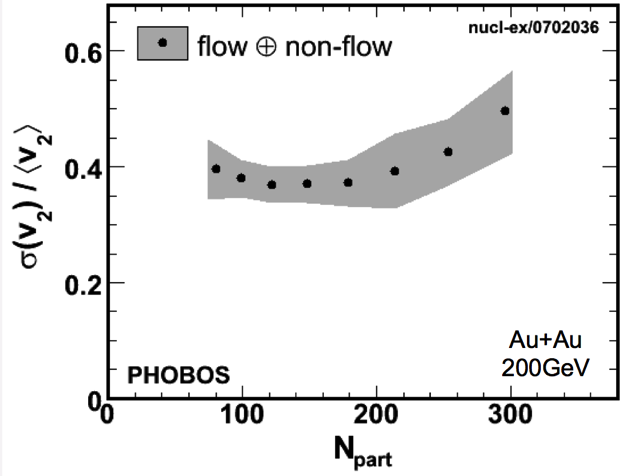 nucl-ex/0702036
flow ⊕ non-flow
0.6
0.4
0.2
0
σ(v2) / ⟨v2⟩
Au+Au
200GeV
PHOBOS
0 100 200 300
Npart